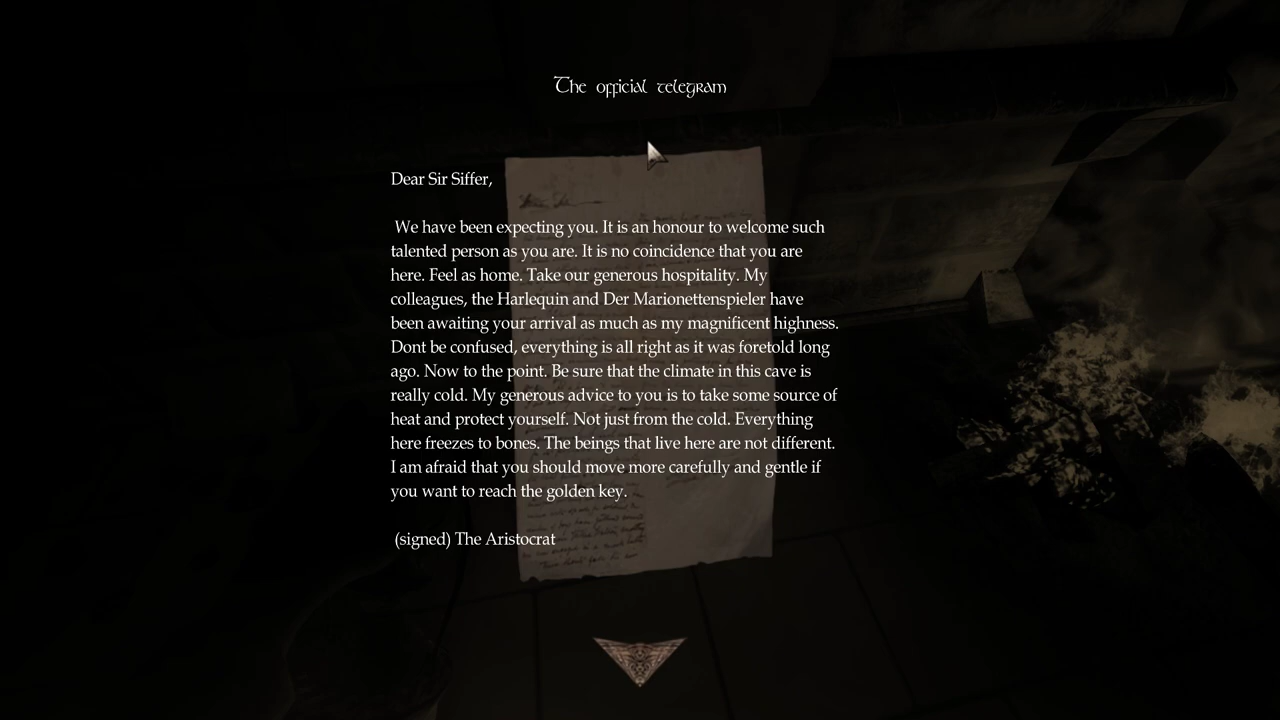 The official telegram
Dear Sir Siffer,
We have been expecting you. It is an honour to welcome such
talented person as you are. It is no coincidence that you are
here. Feel as home. Take our generous hospitality. My
colleagues, the Harlequin and Der Marionettenspieler have
been awaiting your arrival as much as my magnificent highness.
Dont be confused, everything is all right as it was foretold long
ago. Now to the point. Be sure that the climate in this cave is
really cold. My generous advice to you is to take some source of
heat and protect yourself. Not just from the cold. Everything
here freezes to bones. The beings that live here are not different.
I am afraid that you should move more carefully and gentle if
you want to reach the golden key.
(signed) The Aristocrat